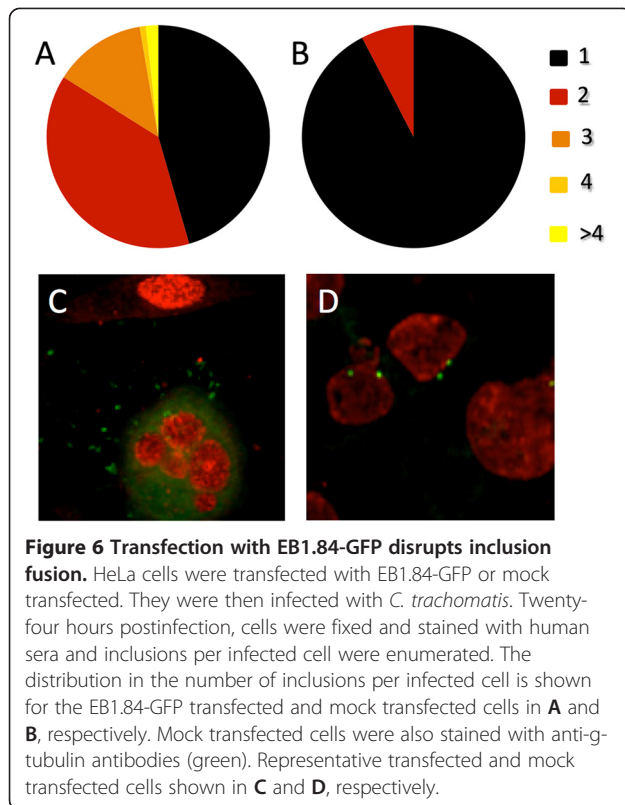 A
B
1
2
3
4
>4
C
D
Figure 6 Transfection with EB1.84-GFP disrupts inclusion
fusion. HeLa cells were transfected with EB1.84-GFP or mock
transfected. They were then infected with C. trachomatis. Twenty-
four hours postinfection, cells were fixed and stained with human
sera and inclusions per infected cell were enumerated. The
distribution in the number of inclusions per infected cell is shown
for the EB1.84-GFP transfected and mock transfected cells in A and
B, respectively. Mock transfected cells were also stained with anti-g-
tubulin antibodies (green). Representative transfected and mock
transfected cells shown in C and D, respectively.